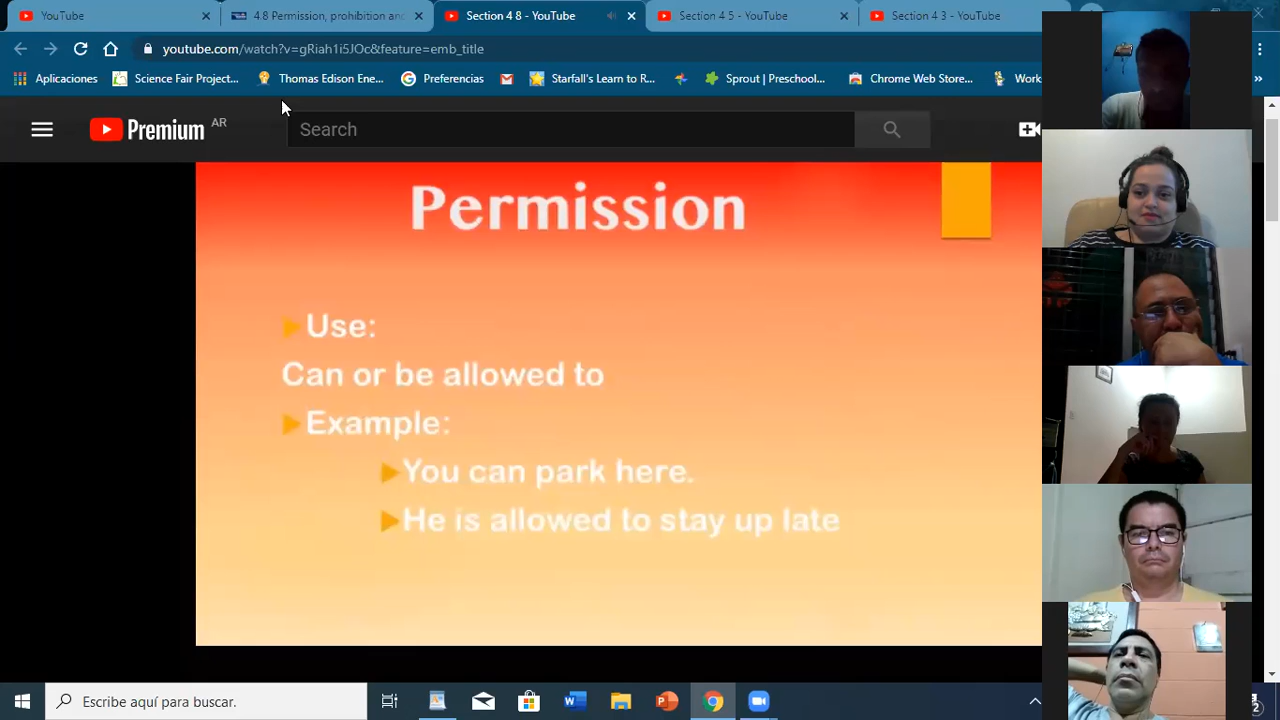 YouTube
4.8 Permission, prohibition and
Section 4 8 - YouTube
Section 4 5 - YouTube
Section 4 3 - YouTube
youtube.com/watch?v=gRiah1i5JOc&feature=emb_title
Aplicaciones
Science Fair Project...
Thomas Edison Ene...
Preferencias
Starfall's Learn to R...
Sprout | Preschool...
Chrome Web Store...
Work
»
Premium AR
Search
Permission
Use:
Can or be allowed to
Example:
You can park here.
He is allowed to stay up late
Escribe aquí para buscar.